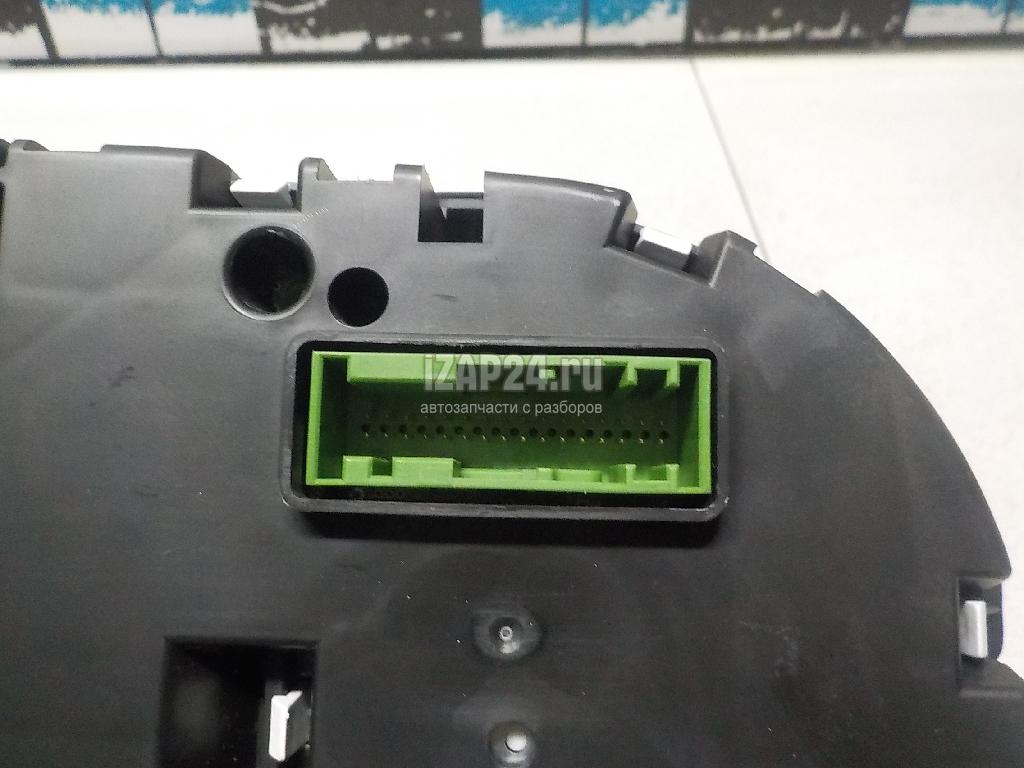 iZAP24.ru
автозапчасти с разборов